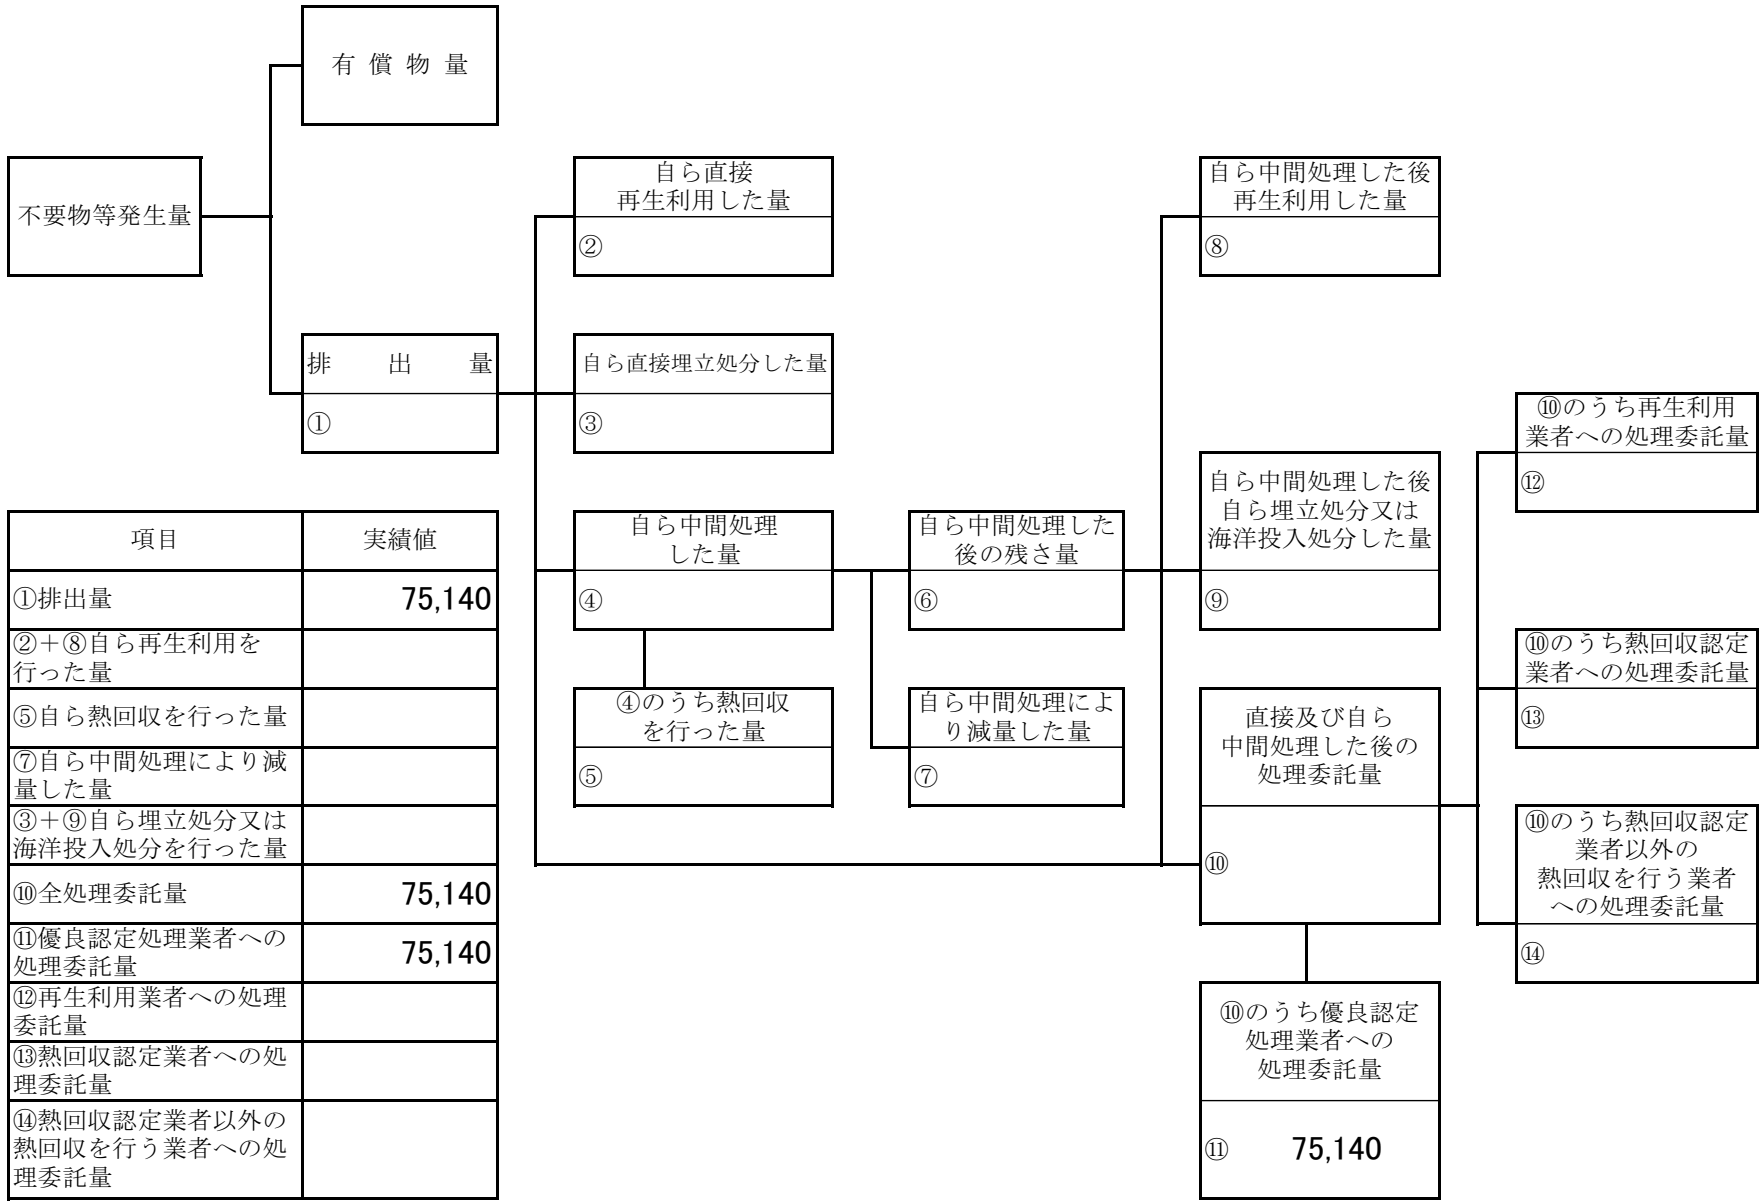 有償物量
不要物等発生量
自ら直接
再生利用した量
②
自ら中間処理した後
再生利用した量
⑧
排出量
①
自ら直接埋立処分した量
③
⑩のうち再生利用
業者への処理委託量
⑫
自ら中間処理した後
自ら埋立処分又は
海洋投入処分した量
⑨
自ら中間処理
した量
④
自ら中間処理した
後の残さ量
⑥
⑩のうち熱回収認定
業者への処理委託量
⑬
④のうち熱回収
を行った量
⑤
自ら中間処理によ
り減量した量
⑦
直接及び自ら
中間処理した後の
処理委託量
⑩
⑩のうち熱回収認定
業者以外の
熱回収を行う業者
への処理委託量
⑭
⑩のうち優良認定
処理業者への
処理委託量
⑪ 75,140
項目 実績値
①排出量 75,140
②＋⑧自ら再生利用を
行った量
⑤自ら熱回収を行った量
⑦自ら中間処理により減
量した量
③＋⑨自ら埋立処分又は
海洋投入処分を行った量
⑩全処理委託量 75,140
⑪優良認定処理業者への
処理委託量 75,140
⑫再生利用業者への処理
委託量
⑬熱回収認定業者への処
理委託量
⑭熱回収認定業者以外の
熱回収を行う業者への処
理委託量